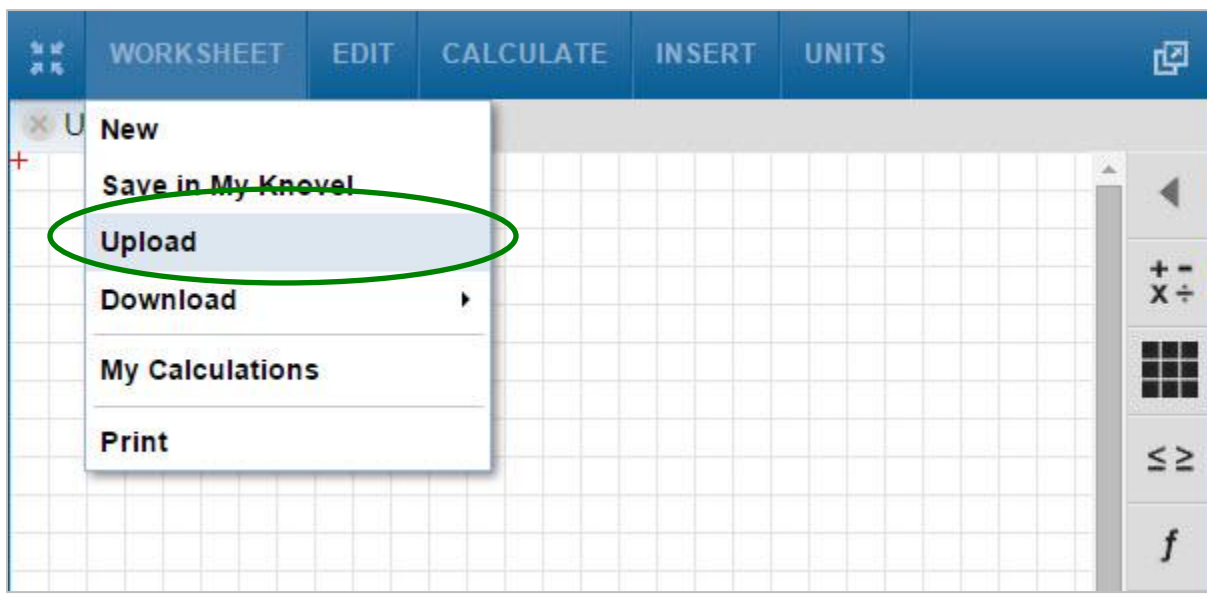 WORKSHEET EDIT CALCULATE INSERT UNITS
U
New
Save in My Knovel
Upload
Download
My Calculations
Print
+ -
x ÷
≤ ≥
f